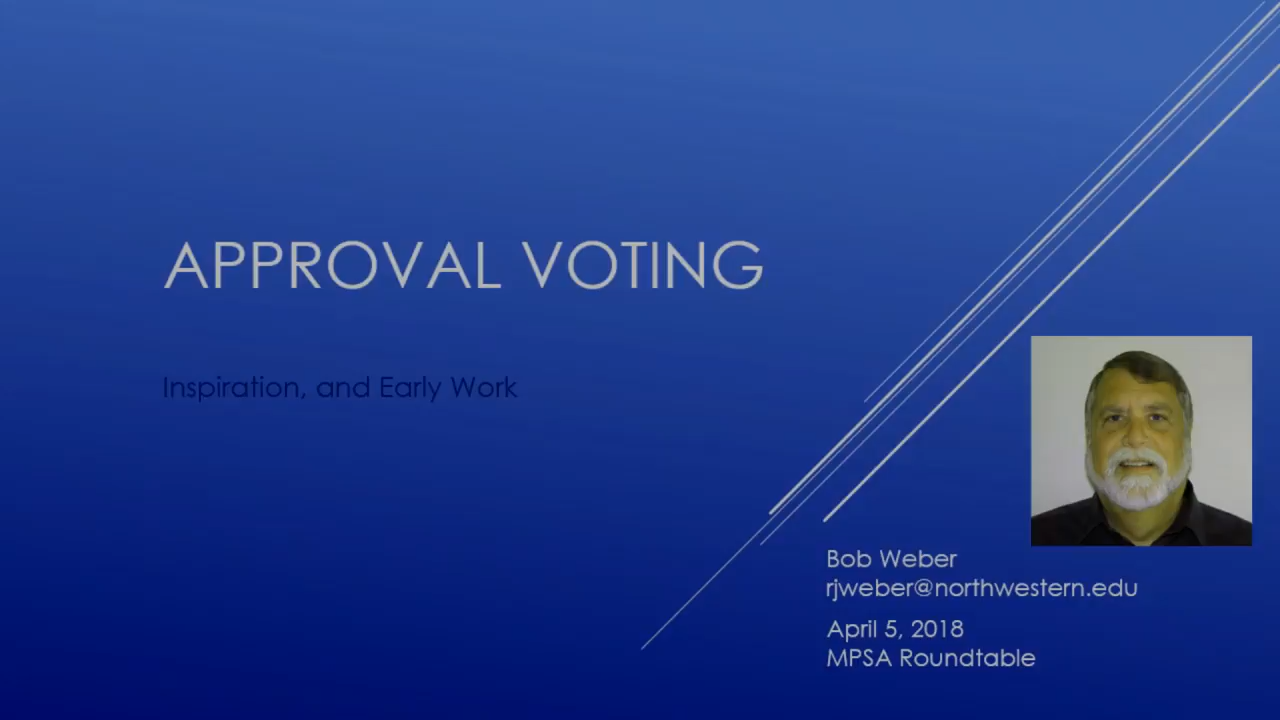 APPROVAL VOTING
Inspiration, and Early Work
Bob Weber
rjweber@northwestern.edu
April 5, 2018
MPSA Roundtable